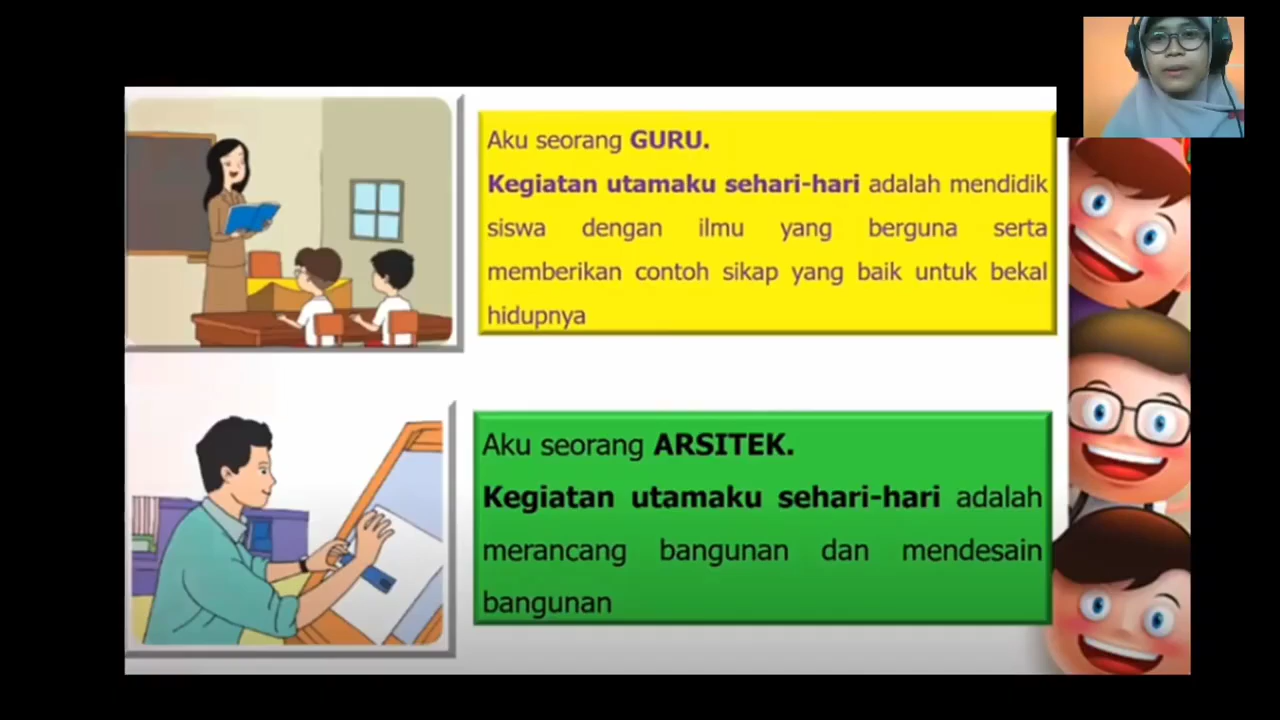 Aku seorang GURU.
Kegiatan utamaku sehari-hari adalah mendidik
siswa dengan ilmu yang berguna serta
memberikan contoh sikap yang baik untuk bekal
hidupnya
Aku seorang ARSITEK.
Kegiatan utamaku sehari-hari adalah
merancang bangunan dan mendesain
bangunan